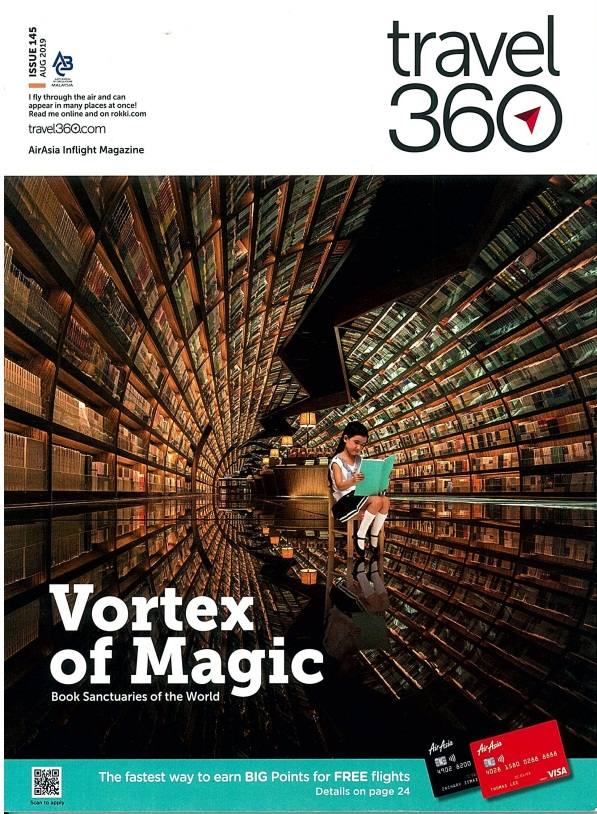 ISSUE 145
AUG 2019
ABC
MALAYSIA
I fly through the air and can
appear in many places at once!
Read me online and on rokki.com
travel360.com
AirAsia Inflight Magazine
travel
360
Vortex
of Magic
Book Sanctuaries of the World
The fastest way to earn BIG Points for FREE flights
Details on page 24
Scan to apply
AirAsia
4902 8200
AirAsia
4028 1580 0288 8888
THOMAS LEE
VISA